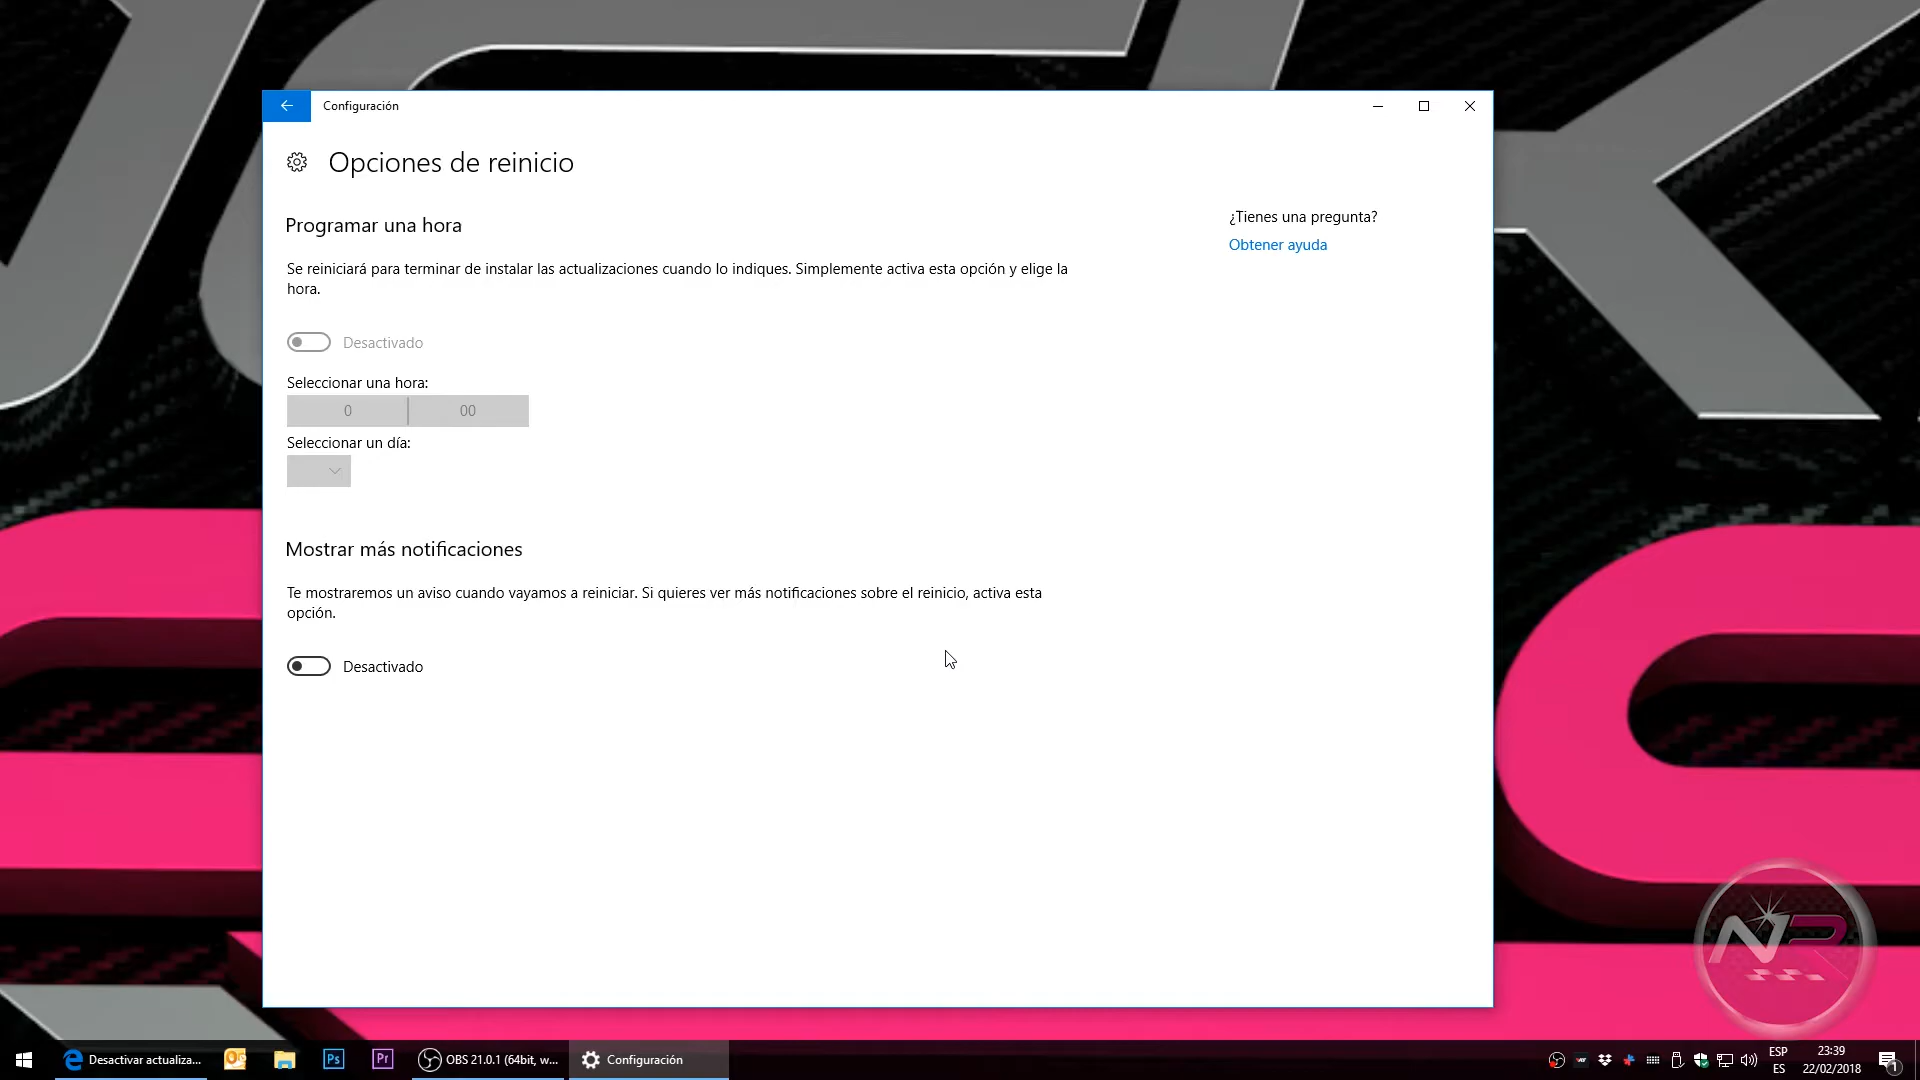 Configuración
Opciones de reinicio
Programar una hora
Se reiniciará para terminar de instalar las actualizaciones cuando lo indiques. Simplemente activa esta opción y elige la
hora.
Desactivado
Seleccionar una hora:
0 00
Seleccionar un día:
Mostrar más notificaciones
Te mostraremos un aviso cuando vayamos a reiniciar. Si quieres ver más notificaciones sobre el reinicio, activa esta
opción.
Desactivado
¿Tienes una pregunta?
Obtener ayuda
NR
Desactivar actualiza...
Ps
Pr
OBS 21.0.1 (64bit, w...
Configuración
ESP
ES
23:39
22/02/2018
1